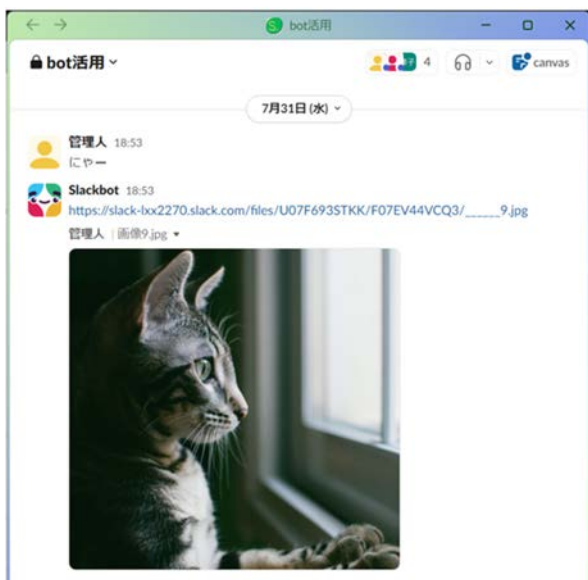 bot活用
bot活用
4
canvas
7月31日 (水)
管理人 18:53
にゃー
Slackbot 18:53
https://slack-lxx2270.slack.com/files/U07F693STKK/F07EV44VCQ3/______9.jpg
管理人 | 画像9.jpg